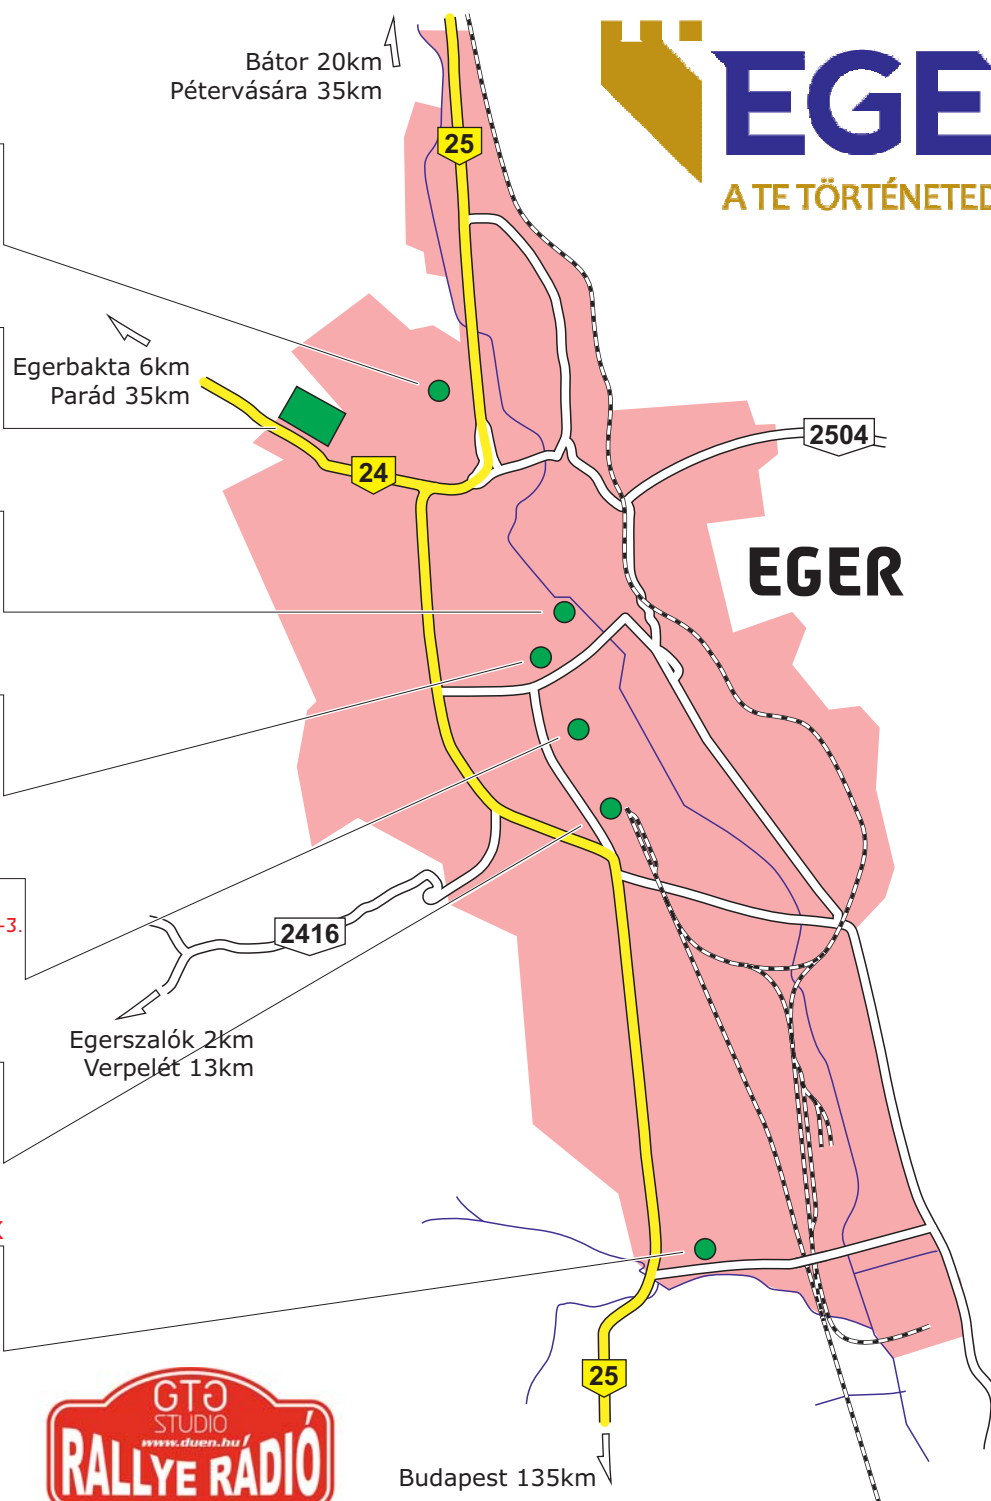 Bátor 20km
Pétervására 35km
EGE
A TE TÖRTÉNETED
25
Egerbakta 6km
Parád 35km
2504
24
EGER
-3.
2416
Egerszalók 2km
Verpelét 13km
25
GTG
STUDIO
www.duen.hu
RALLYE RÁDIÓ
Budapest 135km